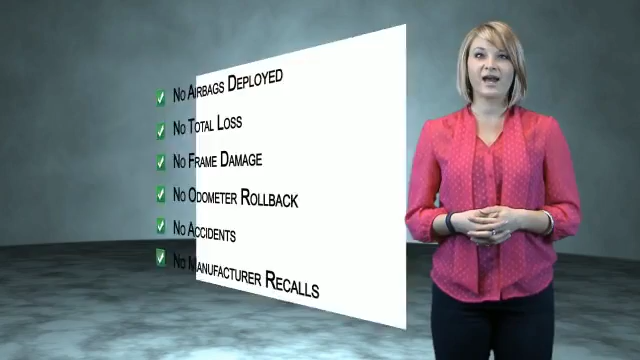 No Airbags Deployed
No Total Loss
No Frame Damage
No Odometer Rollback
No Accidents
No Manufacturer Recalls